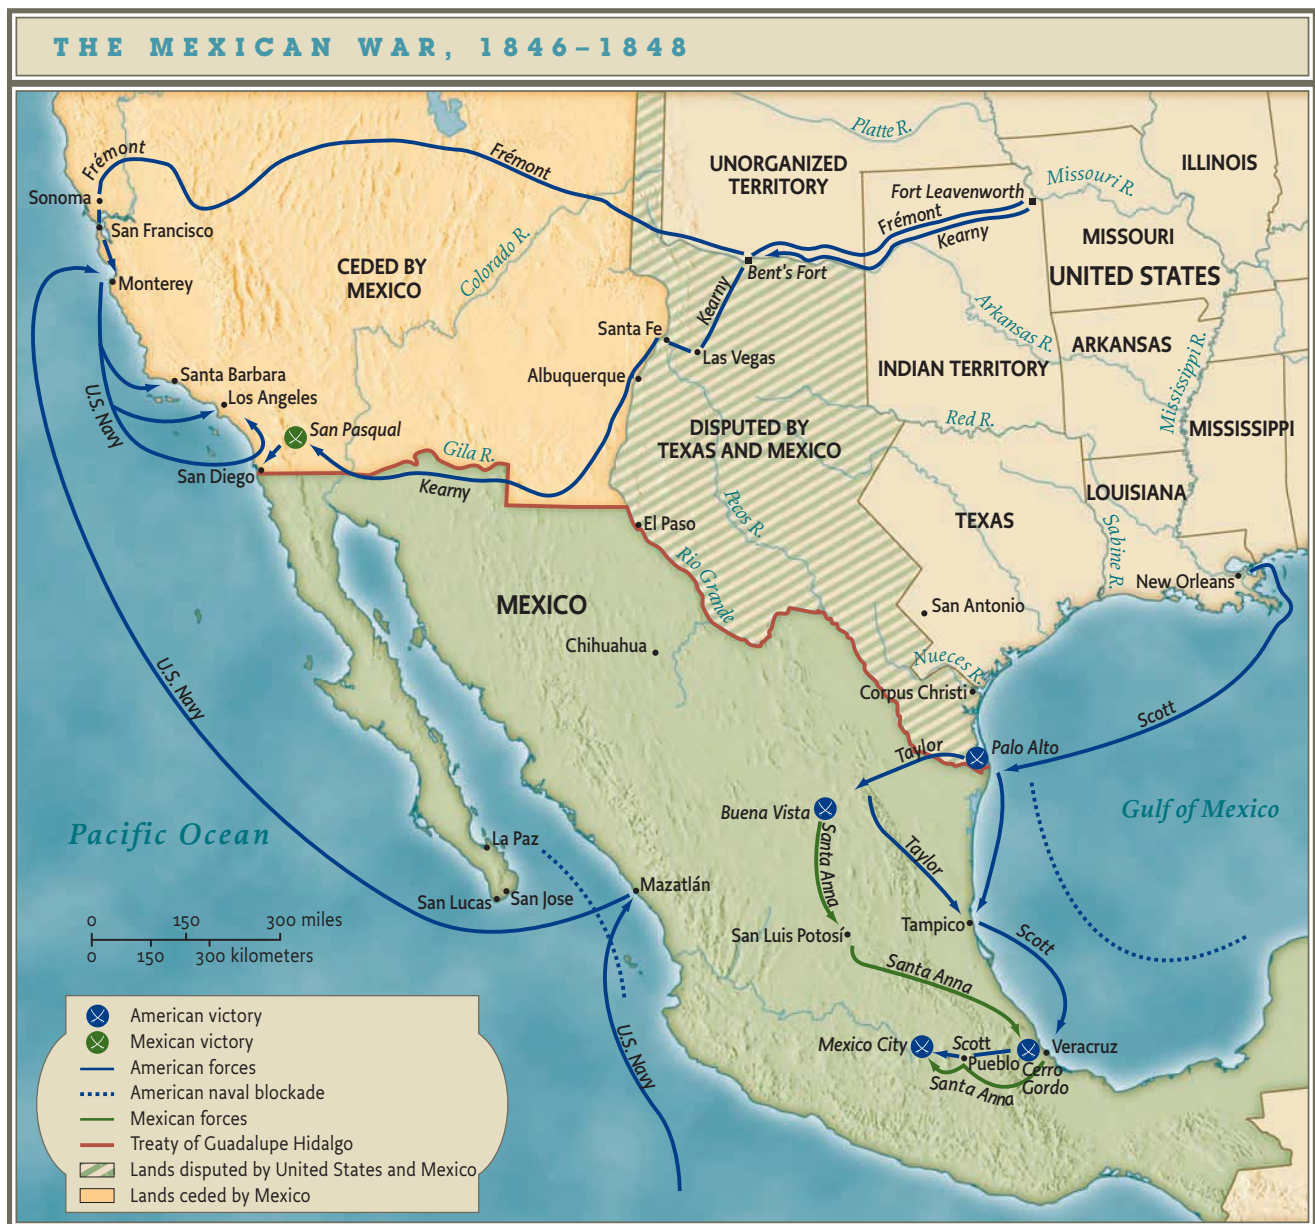 THE MEXICAN WAR, 1846–1848
Platte R.
UNORGANIZED
TERRITORY
ILLINOIS
Frémont
Frémont
Fort Leavenworth
Missouri R.
Sonoma
San Francisco
Frémont
Kearny
MISSOURI
UNITED STATES
Colorado R.
CEDED BY
MEXICO
Bent's Fort
Monterey
Kearny
Arkansas R.
Santa Fe
Las Vegas
ARKANSAS
Mississippi R.
INDIAN TERRITORY
Albuquerque
Santa Barbara
Los Angeles
U.S. Navy
San Pasqual
Red R.
DISPUTED BY
TEXAS AND MEXICO
MISSISSIPPI
Gila R.
San Diego
Kearny
LOUISIANA
Pecos R.
TEXAS
El Paso
Sabine R.
Rio Grande
New Orleans
MEXICO
San Antonio
Chihuahua
Nueces R.
Corpus Christi
U.S. Navy
Scott
Taylor
Palo Alto
Buena Vista
Gulf of Mexico
Pacific Ocean
La Paz
Santa Anna
Taylor
San Lucas
San Jose
Mazatlán
0 150 300 miles
0 150 300 kilometers
Tampico
San Luis Potosí
Scott
Santa Anna
Mexico City
Scott
Pueblo
Cerro
Gordo
Veracruz
Santa Anna
U.S. Navy
American victory
Mexican victory
American forces
American naval blockade
Mexican forces
Treaty of Guadalupe Hidalgo
Lands disputed by United States and Mexico
Lands ceded by Mexico